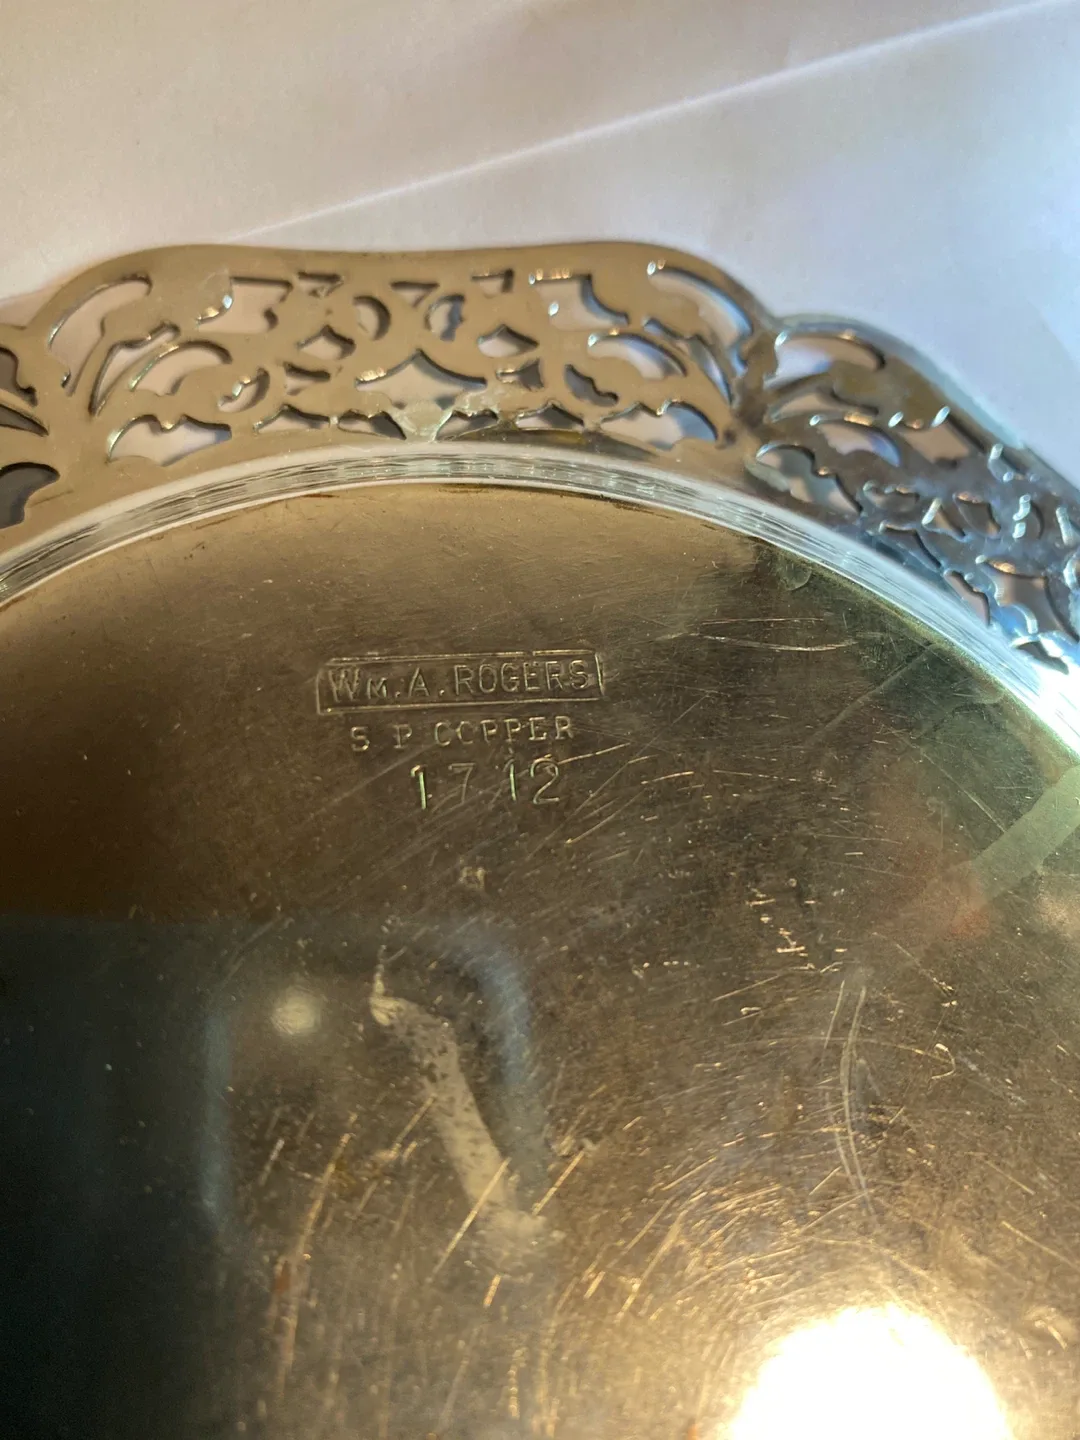 WM. A. ROGERS
S P COPPER
1712